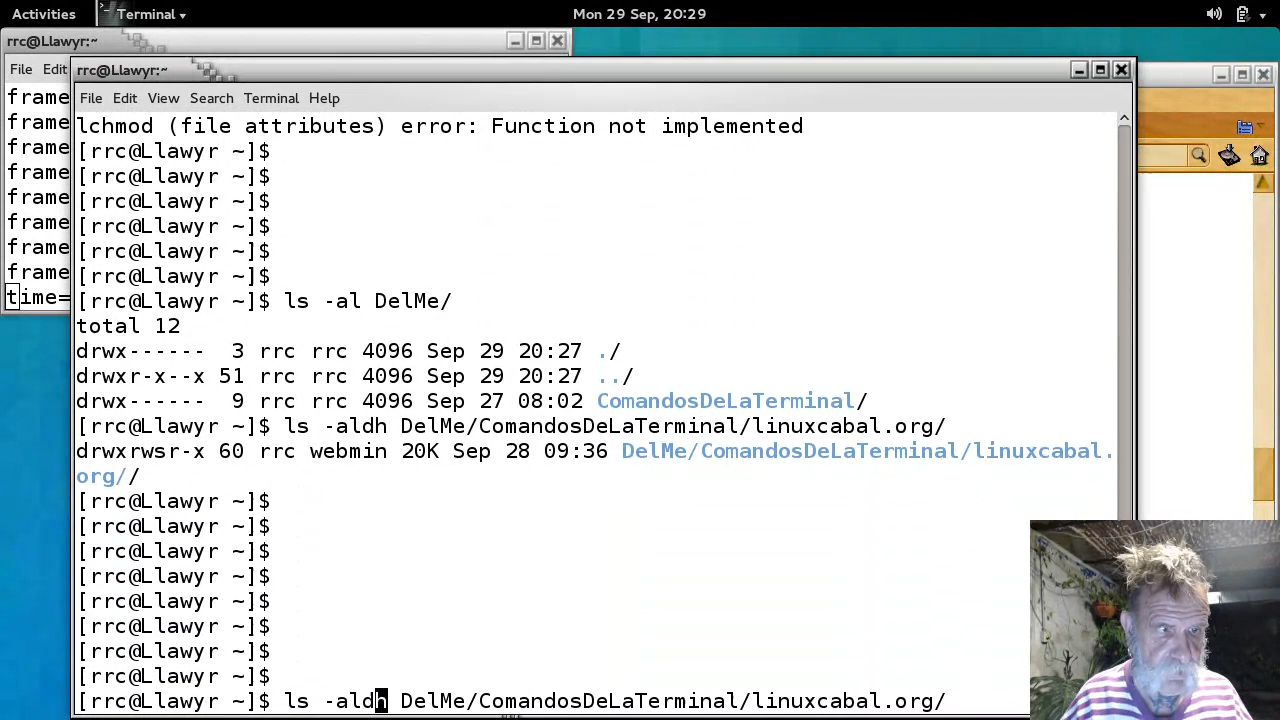 Activities Terminal Mon 29 Sep, 20:29
rrc@Llawyr:~
File Edit
frame
frame
frame
frame
frame
frame
frame
frame
time=
rrc@Llawyr:~
File Edit View Search Terminal Help
lchmod (file attributes) error: Function not implemented
[rrc@Llawyr ~]$
[rrc@Llawyr ~]$
[rrc@Llawyr ~]$
[rrc@Llawyr ~]$
[rrc@Llawyr ~]$
[rrc@Llawyr ~]$
[rrc@Llawyr ~]$ ls -al DelMe/
total 12
drwx------  3 rrc rrc 4096 Sep 29 20:27 ./
drwxr-x--x 51 rrc rrc 4096 Sep 29 20:27 ../
drwx------  9 rrc rrc 4096 Sep 27 08:02 ComandosDeLaTerminal/
[rrc@Llawyr ~]$ ls -aldh DelMe/ComandosDeLaTerminal/linuxcabal.org/
drwxrwsr-x 60 rrc webmin 20K Sep 28 09:36 DelMe/ComandosDeLaTerminal/linuxcabal.
org//
[rrc@Llawyr ~]$
[rrc@Llawyr ~]$
[rrc@Llawyr ~]$
[rrc@Llawyr ~]$
[rrc@Llawyr ~]$
[rrc@Llawyr ~]$
[rrc@Llawyr ~]$
[rrc@Llawyr ~]$
[rrc@Llawyr ~]$ ls -aldh DelMe/ComandosDeLaTerminal/linuxcabal.org/